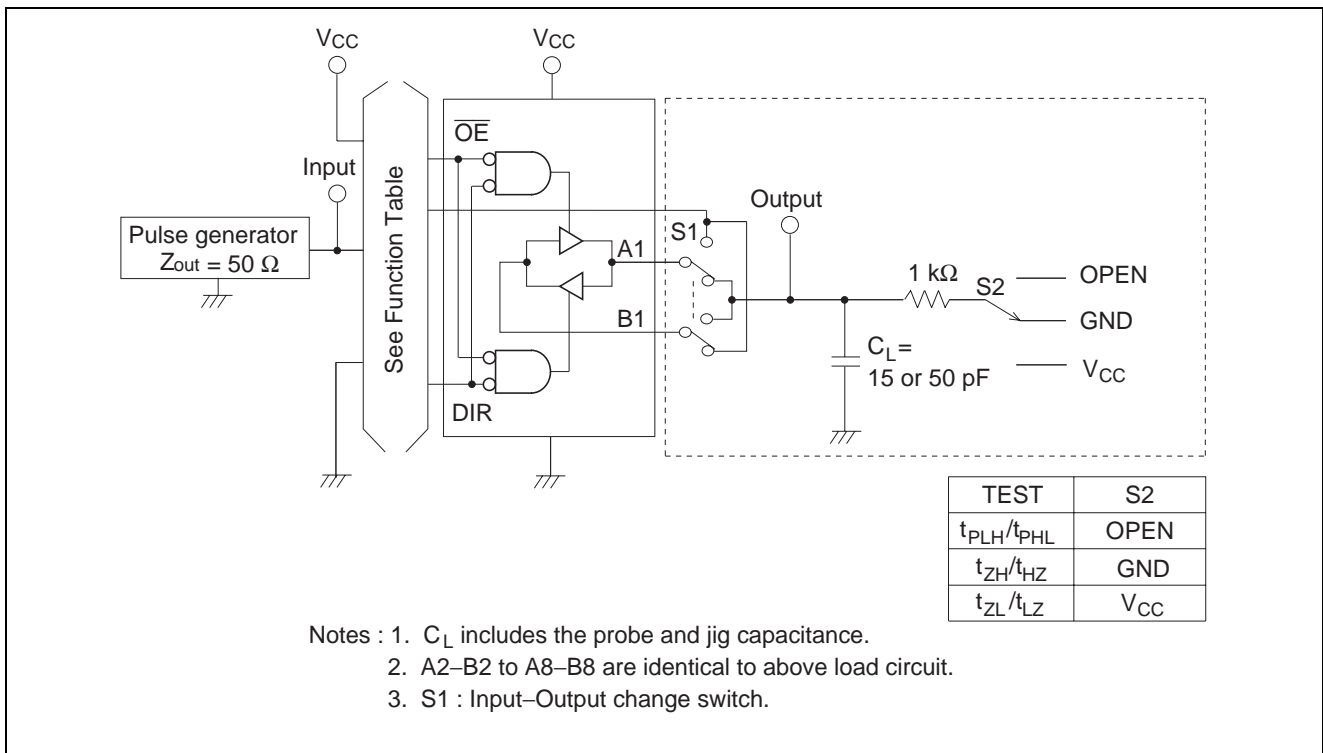 VCC
VCC
OE
Input
See Function Table
Output
Pulse generator
Zout = 50 Ω
S1
A1
1 kΩ
S2
OPEN
GND
VCC
B1
CL=
15 or 50 pF
DIR
TEST S2
tPLH/tPHL OPEN
tZH/tHZ GND
tZL/tLZ VCC
Notes : 1. CL includes the probe and jig capacitance.
2. A2–B2 to A8–B8 are identical to above load circuit.
3. S1 : Input–Output change switch.